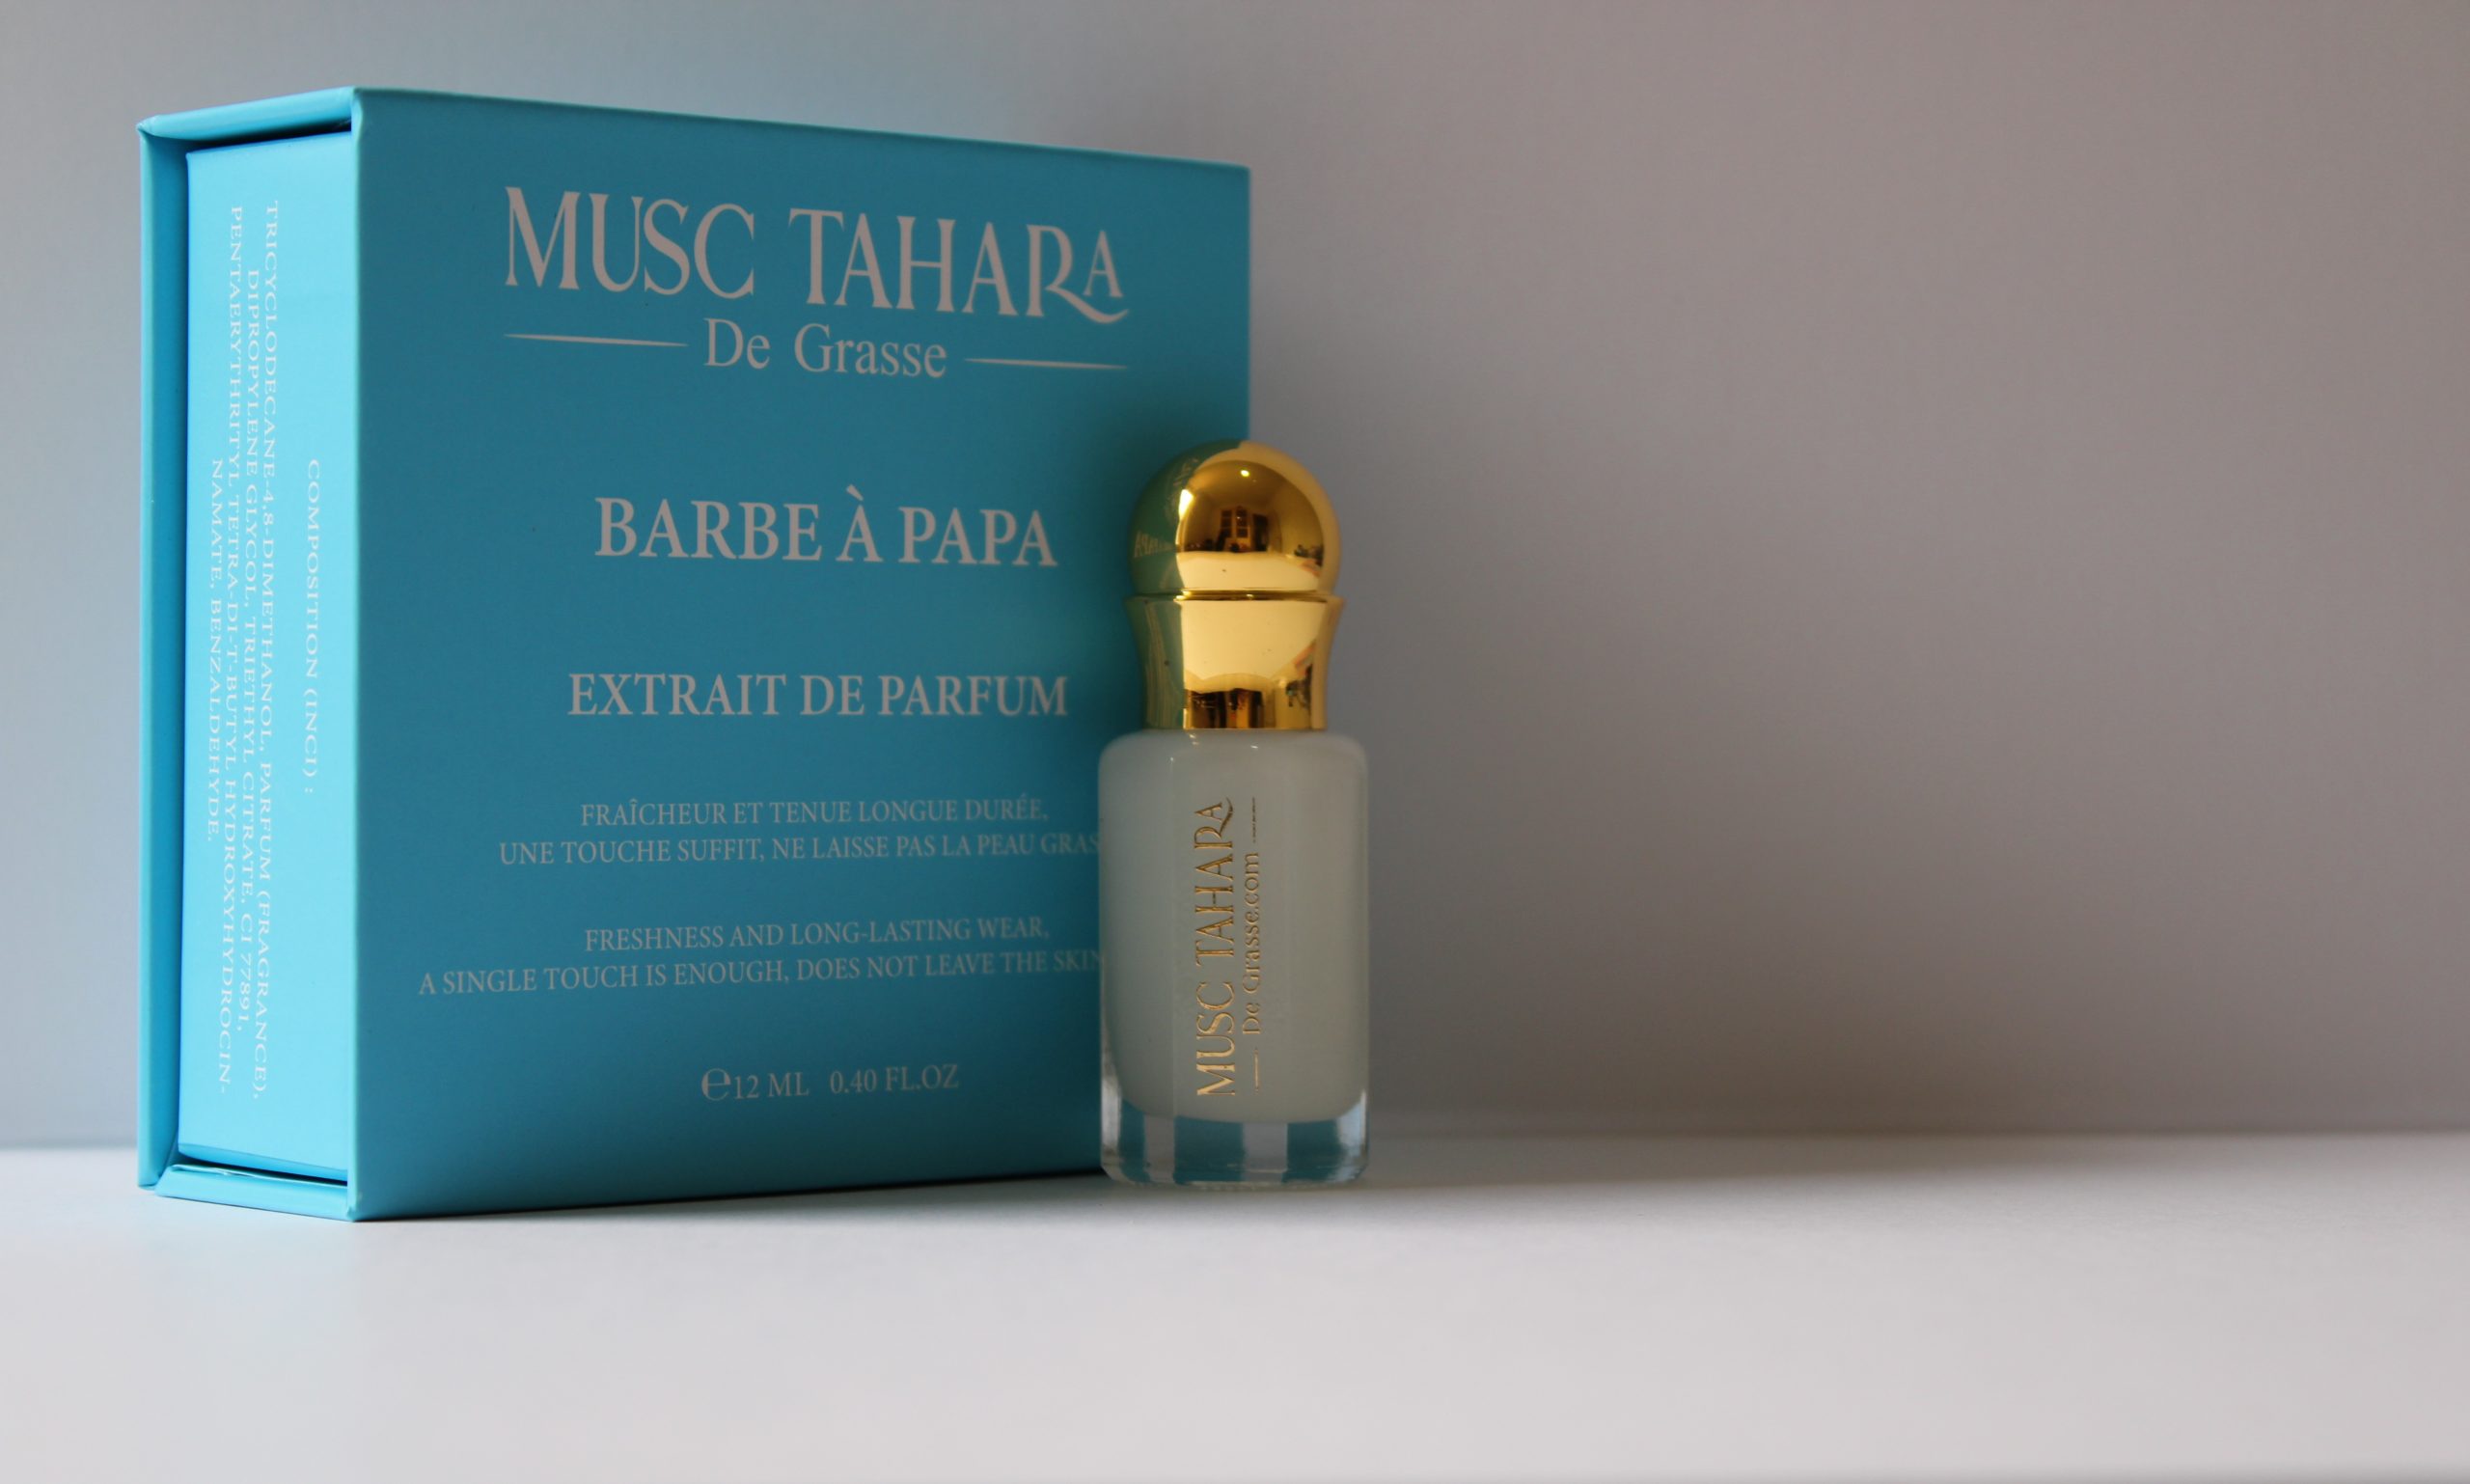 MUSC TAHARA
De Grasse
BARBE À PAPA
EXTRAIT DE PARFUM
FRAÎCHEUR ET TENUE LONGUE DURÉE,
UNE TOUCHE SUFFIT, NE LAISSE PAS LA PEAU GRAS
FRESHNESS AND LONG-LASTING WEAR,
A SINGLE TOUCH IS ENOUGH, DOES NOT LEAVE THE SKIN
℮12 ML 0.40 FL.OZ
COMPOSITION (INCI) :
TRICYCLODECANE-4,8-DIMETHANOL, PARFUM (FRAGRANCE),
DIPROPYLENE GLYCOL, TRIETHYL CITRATE, CI 77891,
PENTAERYTHRITYL TETRA-DI-T-BUTYL HYDROXYHYDROCIN-
NAMATE, BENZALDEHYDE.
MUSC TAHARA
De Grasse.com